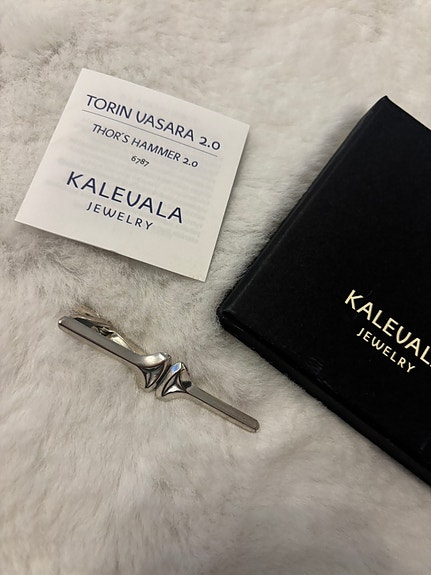 TORIN VASARA 2.0
THOR'S HAMMER 2.0
6787
KALEVALA
JEWELRY
KALEVALA
JEWELRY